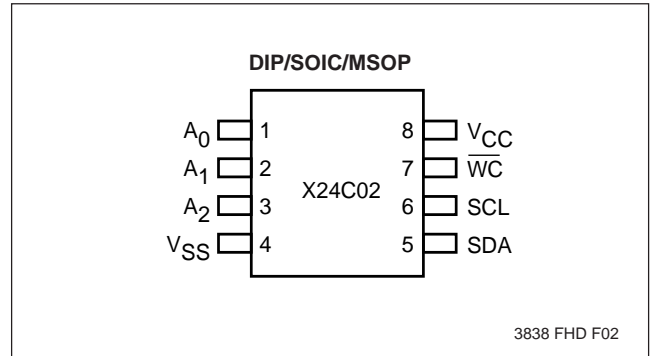 DIP/SOIC/MSOP
A0 1 8 VCC
A1 2 7 W̅C̅
X24C02
A2 3 6 SCL
VSS 4 5 SDA
3838 FHD F02